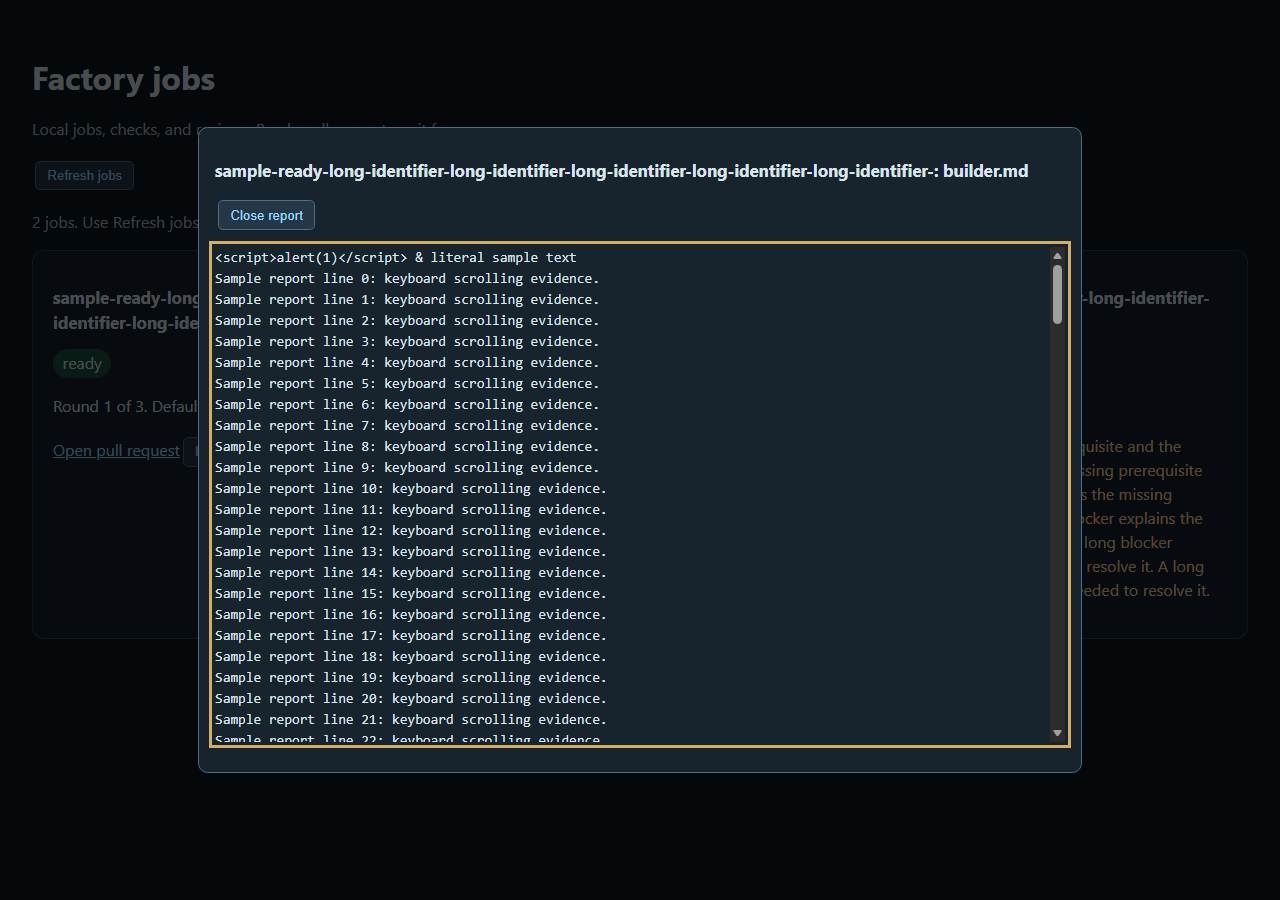 Factory jobs
Local jobs, checks, and
Refresh jobs
2 jobs. Use Refresh jobs
sample-ready-long-identifier-long-identifier-long-identifier-long-identifier-long-identifier-: builder.md
Close report
<script>alert(1)</script> & literal sample text
Sample report line 0: keyboard scrolling evidence.
Sample report line 1: keyboard scrolling evidence.
Sample report line 2: keyboard scrolling evidence.
Sample report line 3: keyboard scrolling evidence.
Sample report line 4: keyboard scrolling evidence.
Sample report line 5: keyboard scrolling evidence.
Sample report line 6: keyboard scrolling evidence.
Sample report line 7: keyboard scrolling evidence.
Sample report line 8: keyboard scrolling evidence.
Sample report line 9: keyboard scrolling evidence.
Sample report line 10: keyboard scrolling evidence.
Sample report line 11: keyboard scrolling evidence.
Sample report line 12: keyboard scrolling evidence.
Sample report line 13: keyboard scrolling evidence.
Sample report line 14: keyboard scrolling evidence.
Sample report line 15: keyboard scrolling evidence.
Sample report line 16: keyboard scrolling evidence.
Sample report line 17: keyboard scrolling evidence.
Sample report line 18: keyboard scrolling evidence.
Sample report line 19: keyboard scrolling evidence.
Sample report line 20: keyboard scrolling evidence.
Sample report line 21: keyboard scrolling evidence.
Sample report line 22: keyboard scrolling evidence.
sample-ready-long
identifier-long-ide
ready
Round 1 of 3. Defaul
Open pull request
-long-identifier-
quisite and the
ssing prerequisite
s the missing
ocker explains the
long blocker
resolve it. A long
eeded to resolve it.